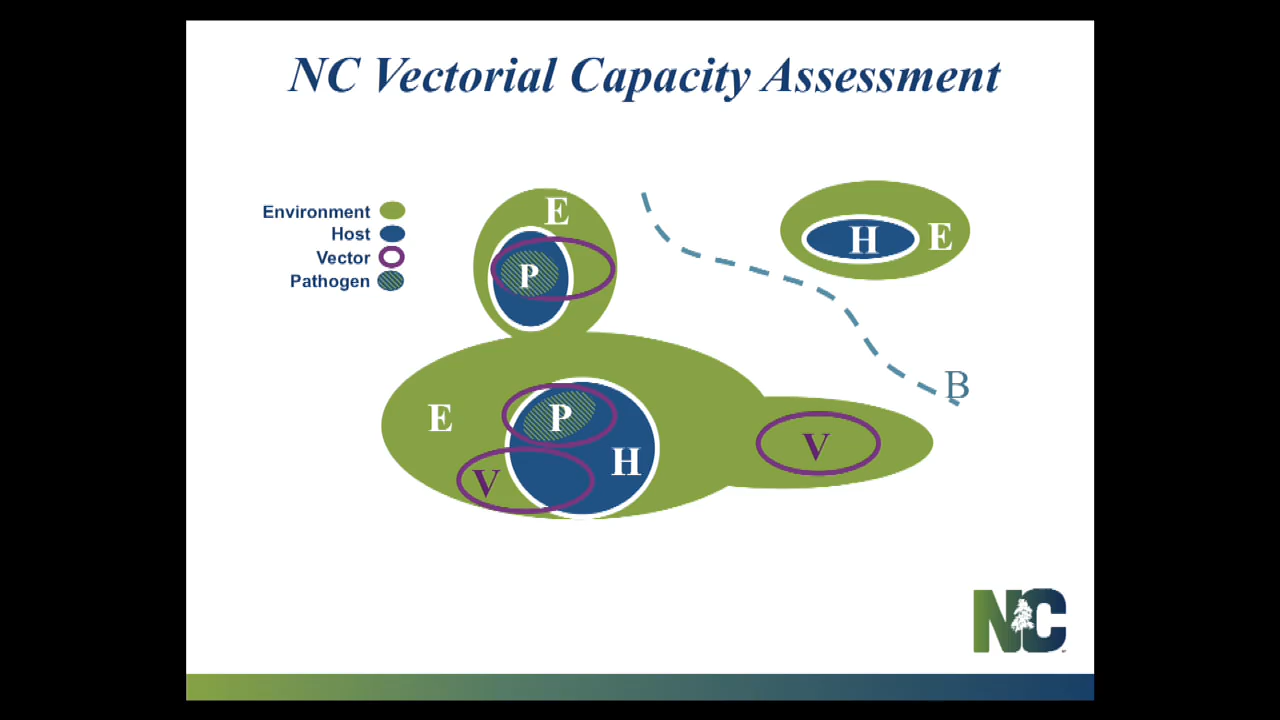 NC Vectorial Capacity Assessment
Environment
Host
Vector
Pathogen
E
P
H
E
B
E
P
H
V
V
NC